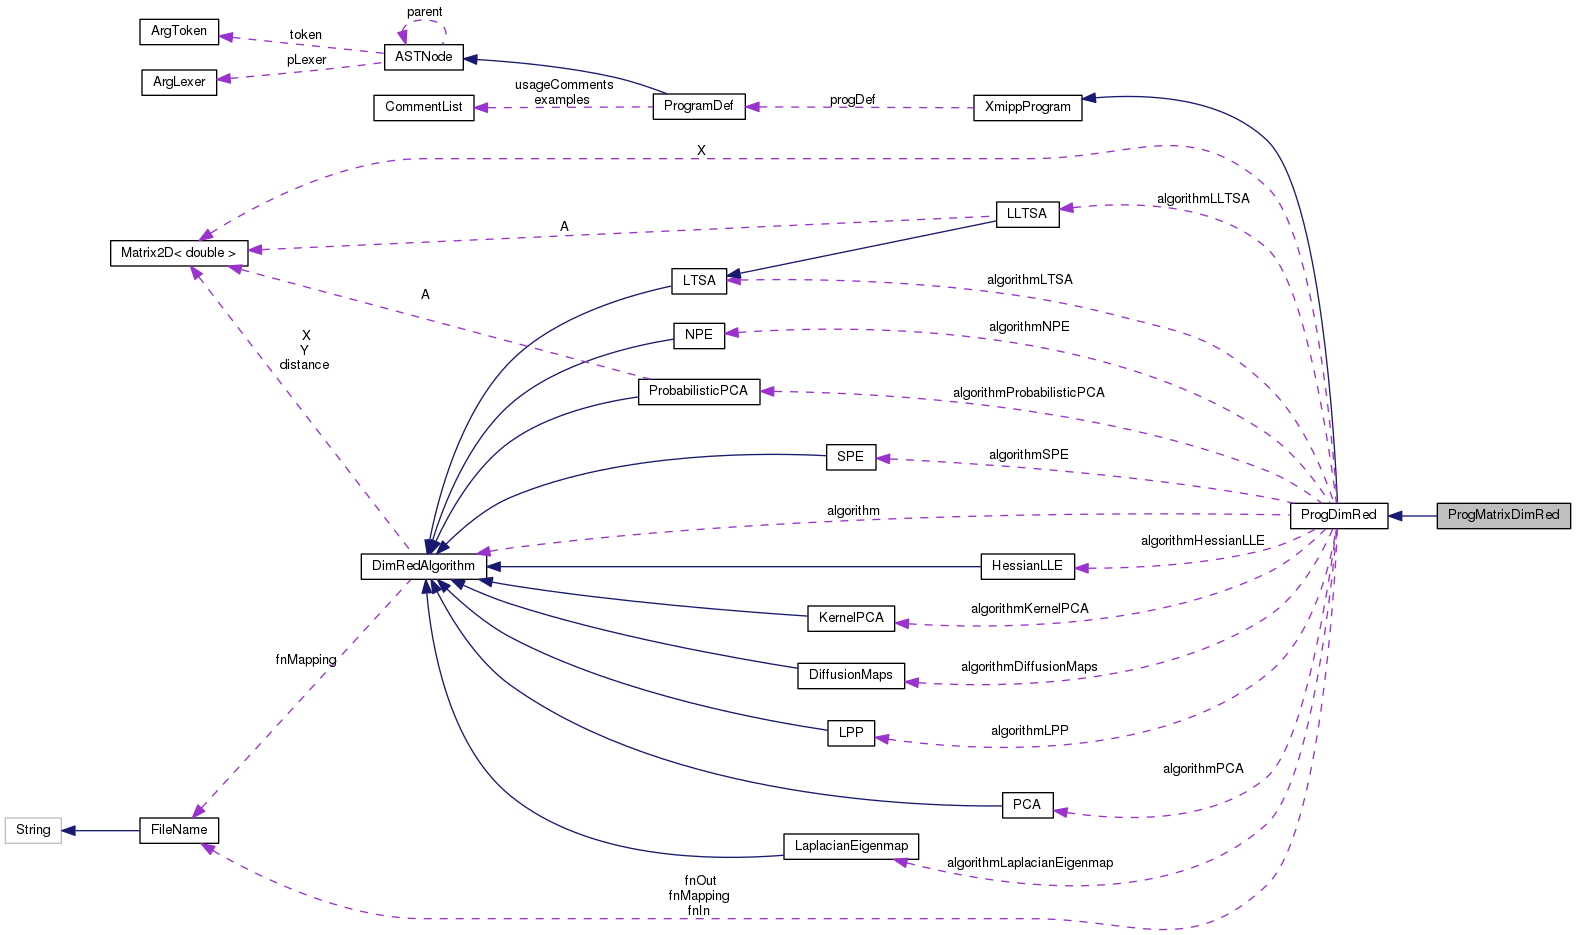 parent
ArgToken
token
ASTNode
pLexer
ArgLexer
usageComments
examples
CommentList
ProgramDef
progDef
XmippProgram
X
algorithmLLTSA
LLTSA
A
Matrix2D< double >
LTSA
algorithmLTSA
A
algorithmNPE
NPE
X
Y
distance
ProbabilisticPCA
algorithmProbabilisticPCA
SPE
algorithmSPE
algorithm
ProgDimRed
ProgMatrixDimRed
algorithmHessianLLE
DimRedAlgorithm
HessianLLE
algorithmKernelPCA
KernelPCA
fnMapping
algorithmDiffusionMaps
DiffusionMaps
algorithmLPP
LPP
algorithmPCA
PCA
String
FileName
LaplacianEigenmap
algorithmLaplacianEigenmap
fnOut
fnMapping
fnIn